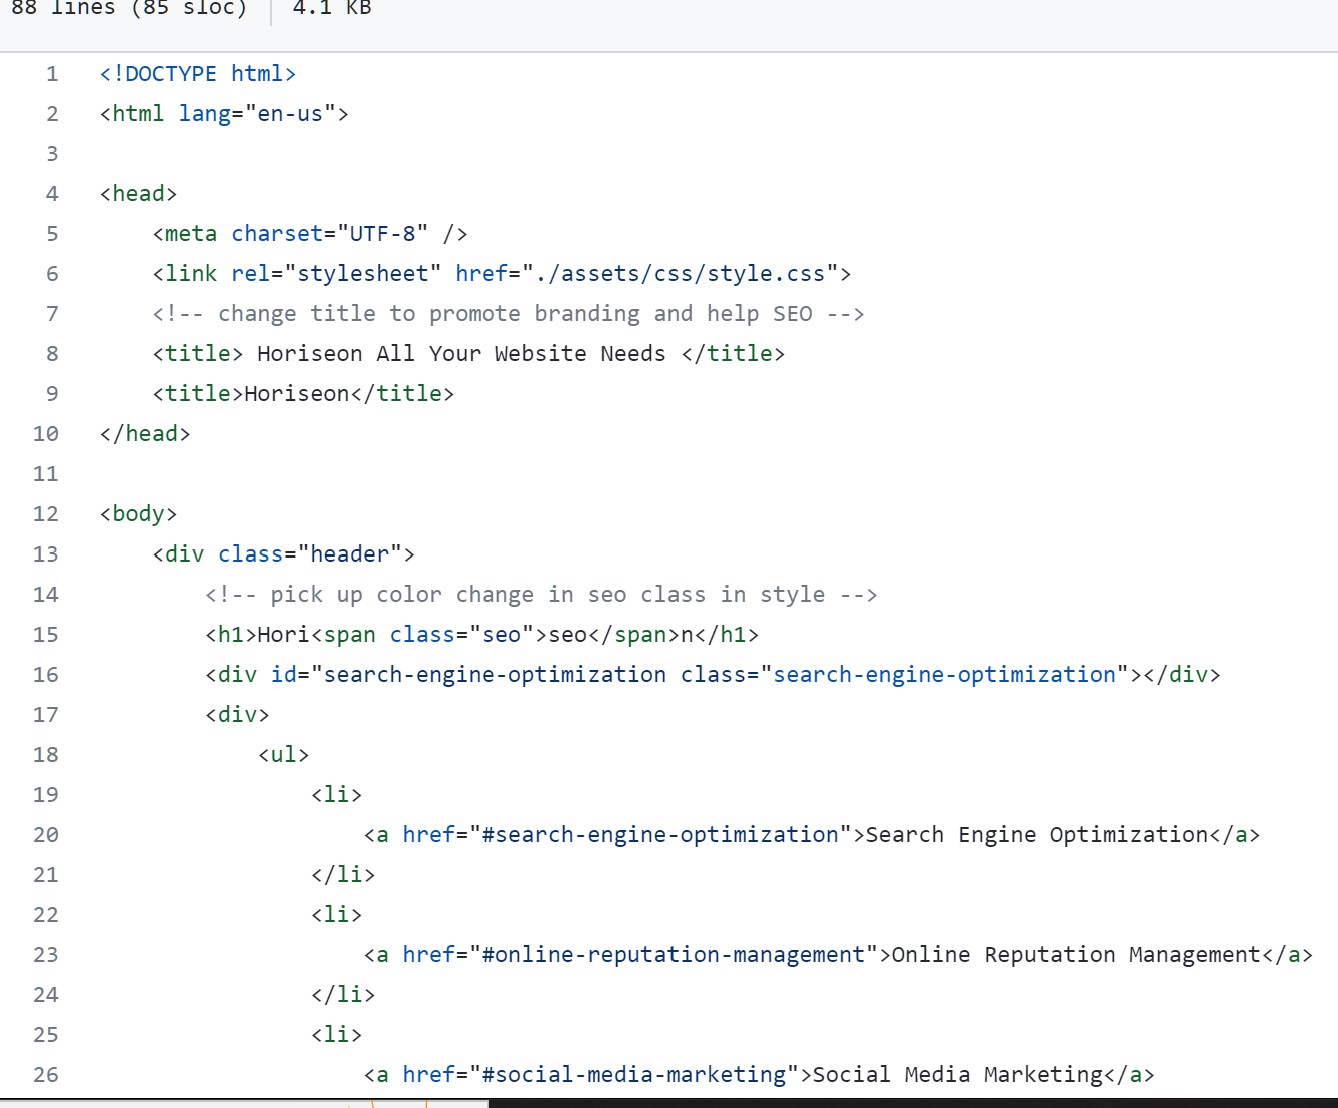 88 lines (85 sloc) 4.1 KB
1 <!DOCTYPE html>
2 <html lang="en-us">
3
4 <head>
5     <meta charset="UTF-8" />
6     <link rel="stylesheet" href="./assets/css/style.css">
7     <!-- change title to promote branding and help SEO -->
8     <title> Horiseon All Your Website Needs </title>
9     <title>Horiseon</title>
10 </head>
11
12 <body>
13     <div class="header">
14         <!-- pick up color change in seo class in style -->
15         <h1>Hori<span class="seo">seo</span>n</h1>
16         <div id="search-engine-optimization class="search-engine-optimization"></div>
17         <div>
18             <ul>
19                 <li>
20                     <a href="#search-engine-optimization">Search Engine Optimization</a>
21                 </li>
22                 <li>
23                     <a href="#online-reputation-management">Online Reputation Management</a>
24                 </li>
25                 <li>
26                     <a href="#social-media-marketing">Social Media Marketing</a>